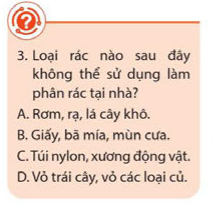 3. Loại rác nào sau đây
không thể sử dụng làm
phân rác tại nhà?
A. Rơm, rạ, lá cây khô.
B. Giấy, bã mía, mùn cưa.
C. Túi nylon, xương động vật.
D. Vỏ trái cây, vỏ các loại củ.